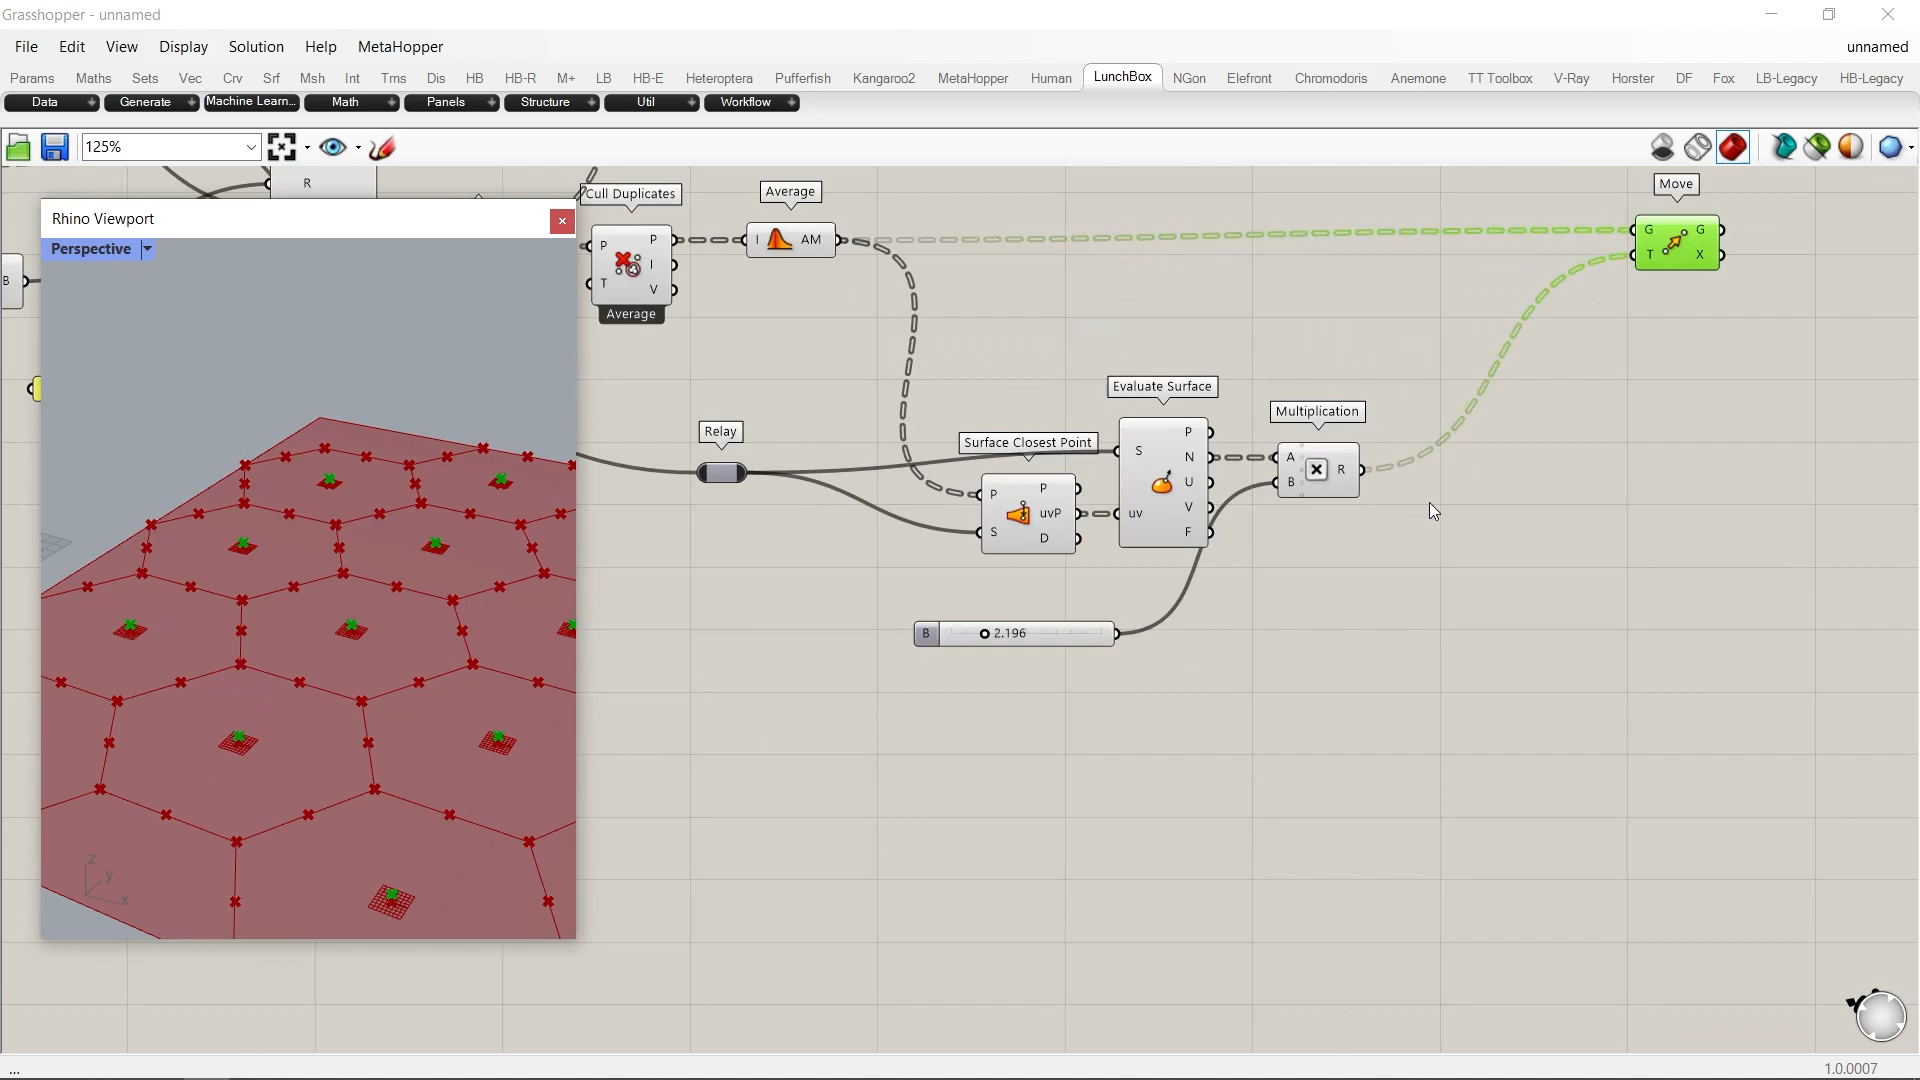 Grasshopper - unnamed
File Edit View Display Solution Help MetaHopper unnamed
Params Maths Sets Vec Crv Srf Msh Int Trns Dis HB HB-R M+ LB HB-E Heteroptera Pufferfish Kangaroo2 MetaHopper Human LunchBox NGon Elefront Chromodoris Anemone TT Toolbox V-Ray Horster DF Fox LB-Legacy HB-Legacy
Data Generate Machine Learn... Math Panels Structure Util Workflow
125%
R
Cull Duplicates
Average
Move
Rhino Viewport
Perspective
P P
T I
V
Average
I AM
G G
T X
B
Relay
Surface Closest Point
Evaluate Surface
Multiplication
S P
N
U
uv V
F
A R
B
P P
uvP
S D
B 2.196
z
y
x
...
1.0.0007